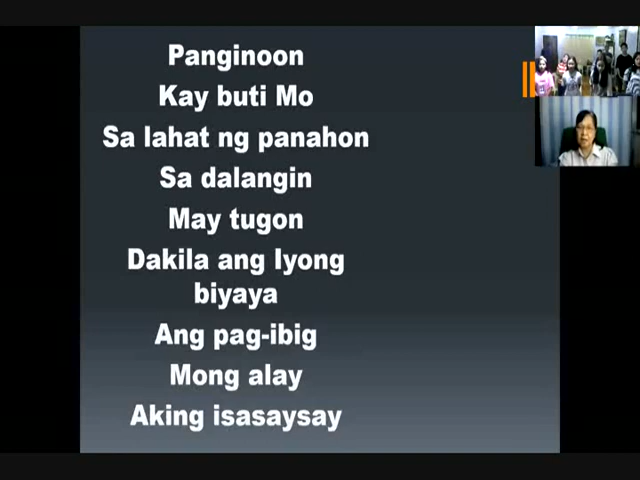 Panginoon
Kay buti Mo
Sa lahat ng panahon
Sa dalangin
May tugon
Dakila ang Iyong
biyaya
Ang pag-ibig
Mong alay
Aking isasaysay